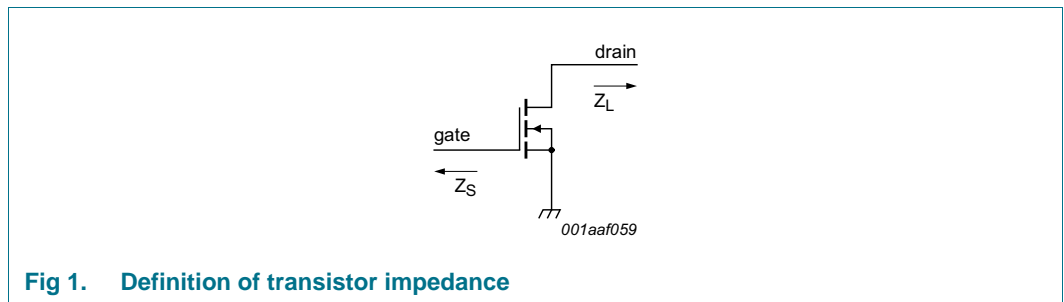 drain
Z_L
gate
Z_S
001aaf059
Fig 1. Definition of transistor impedance